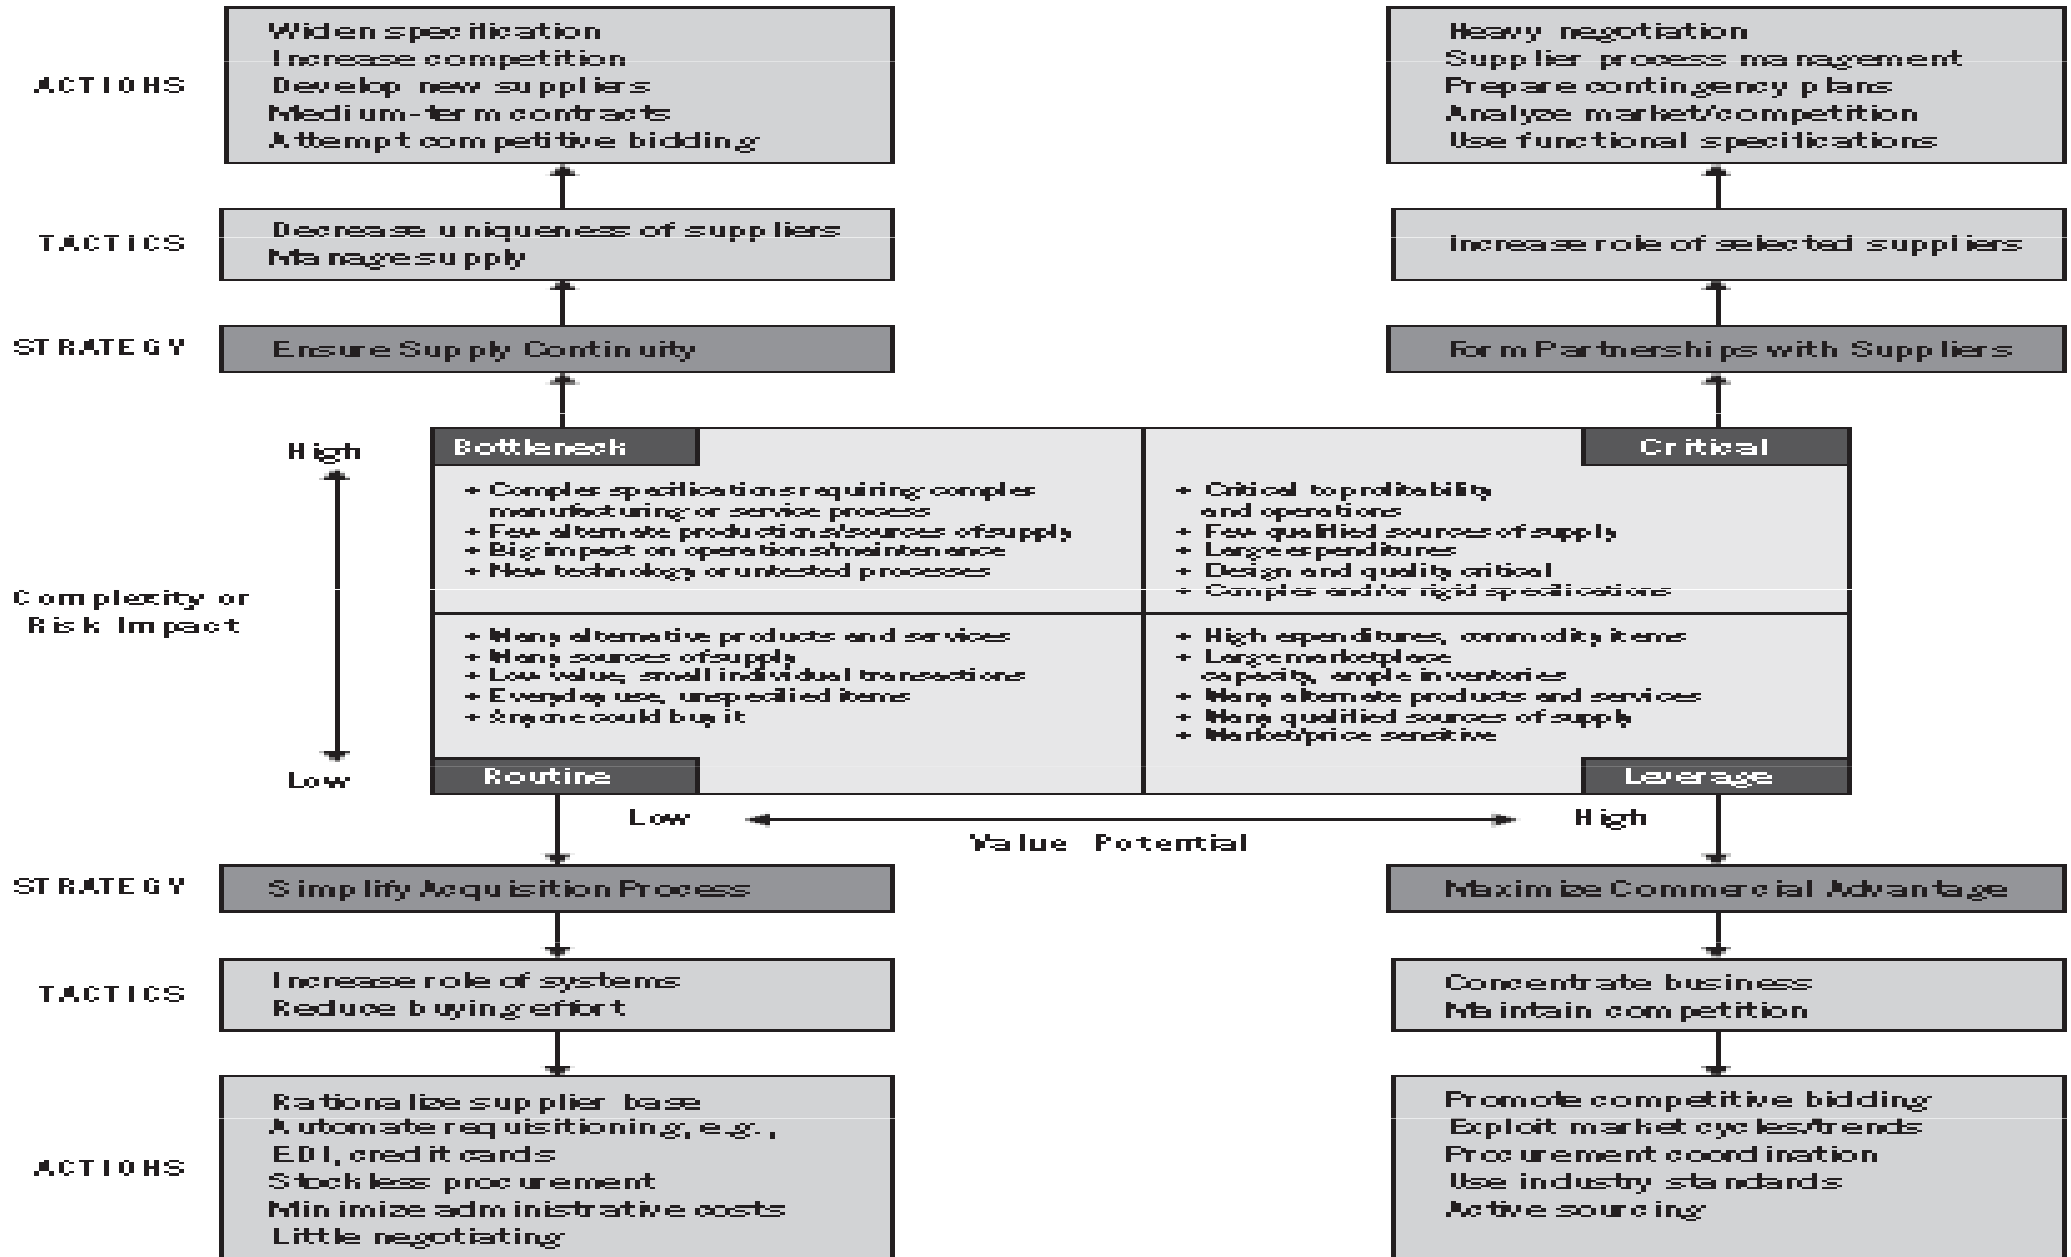 ACTIONS
Widen specification
Increase competition
Develop new suppliers
Medium-term contracts
Attempt competitive bidding
Heavy negotiation
Supplier process management
Prepare contingency plans
Analyze market/competition
Use functional specifications
TACTICS
Decrease uniqueness of suppliers
Manage supply
Increase role of selected suppliers
STRATEGY
Ensure Supply Continuity
Form Partnerships with Suppliers
High
Complexity or
Risk Impact
Low
Bottleneck
+ Complex specifications requiring complex
manufacturing or service process
+ Few alternate productions/sources of supply
+ Big impact on operations/maintenance
+ New technology or untested processes
Critical
+ Critical to profitability
and operations
+ Few qualified sources of supply
+ Large expenditures
+ Design and quality critical
+ Complex and/or rigid specifications
+ Many alternative products and services
+ Many sources of supply
+ Low value, small individual transactions
+ Everyday use, unspecified items
+ Anyone could buy it
Routine
+ High expenditures, commodity items
+ Large marketplace
capacity, ample inventories
+ Many alternate products and services
+ Many qualified sources of supply
+ Market/price sensitive
Leverage
Low
High
Value Potential
STRATEGY
Simplify Acquisition Process
Maximize Commercial Advantage
TACTICS
Increase role of systems
Reduce buying effort
Concentrate business
Maintain competition
ACTIONS
Rationalize supplier base
Automate requisitioning, e.g.,
EDI, credit cards
Stockless procurement
Minimize administrative costs
Little negotiating
Promote competitive bidding
Exploit market cycles/trends
Procurement coordination
Use industry standards
Active sourcing